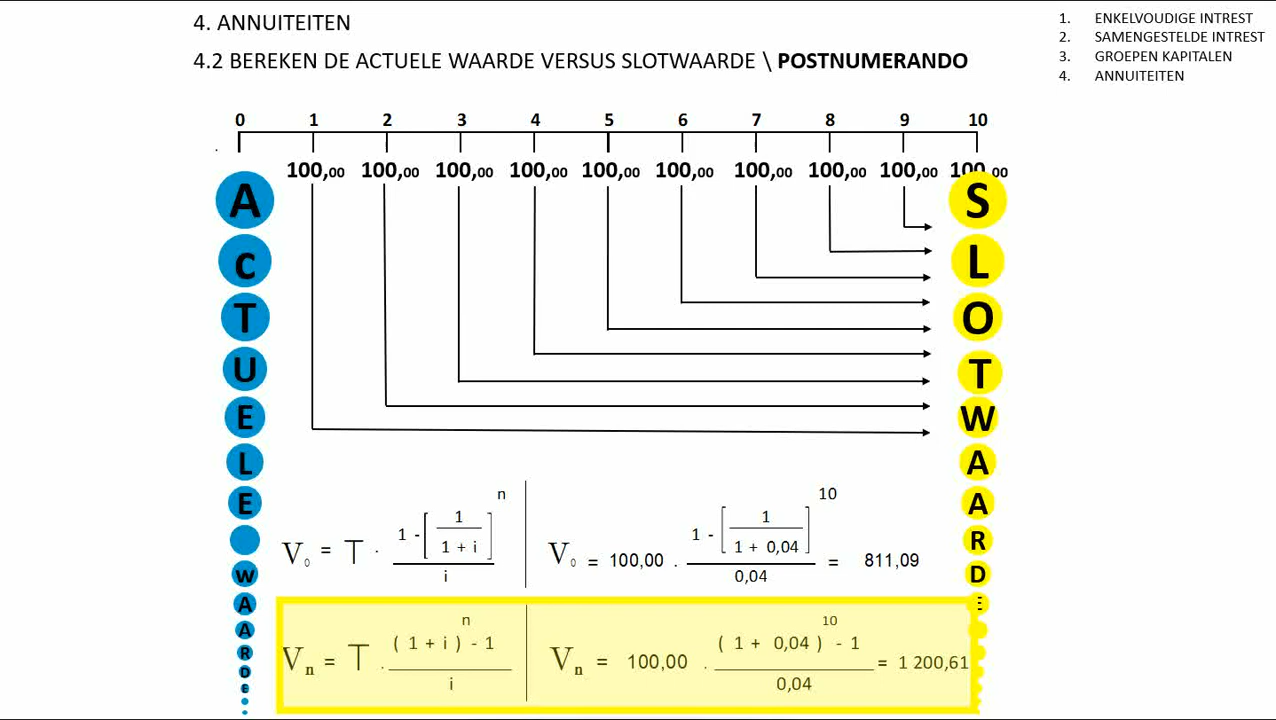 4. ANNUITEITEN
4.2 BEREKEN DE ACTUELE WAARDE VERSUS SLOTWAARDE \ POSTNUMERANDO
1. ENKELVOUDIGE INTREST
2. SAMENGESTELDE INTREST
3. GROEPEN KAPITALEN
4. ANNUITEITEN
0 1 2 3 4 5 6 7 8 9 10
100,00 100,00 100,00 100,00 100,00 100,00 100,00 100,00 100,00 100,00
A
c
T
U
E
L
E
W
A
A
R
D
E
S
L
O
T
W
A
A
R
D
E
V₀ = T . (1 - [1 / (1 + i)]ⁿ) / i
V₀ = 100,00 . (1 - [1 / (1 + 0,04)]¹⁰) / 0,04 = 811,09
Vₙ = T . ((1 + i)ⁿ - 1) / i
Vₙ = 100,00 . ((1 + 0,04)¹⁰ - 1) / 0,04 = 1 200,61